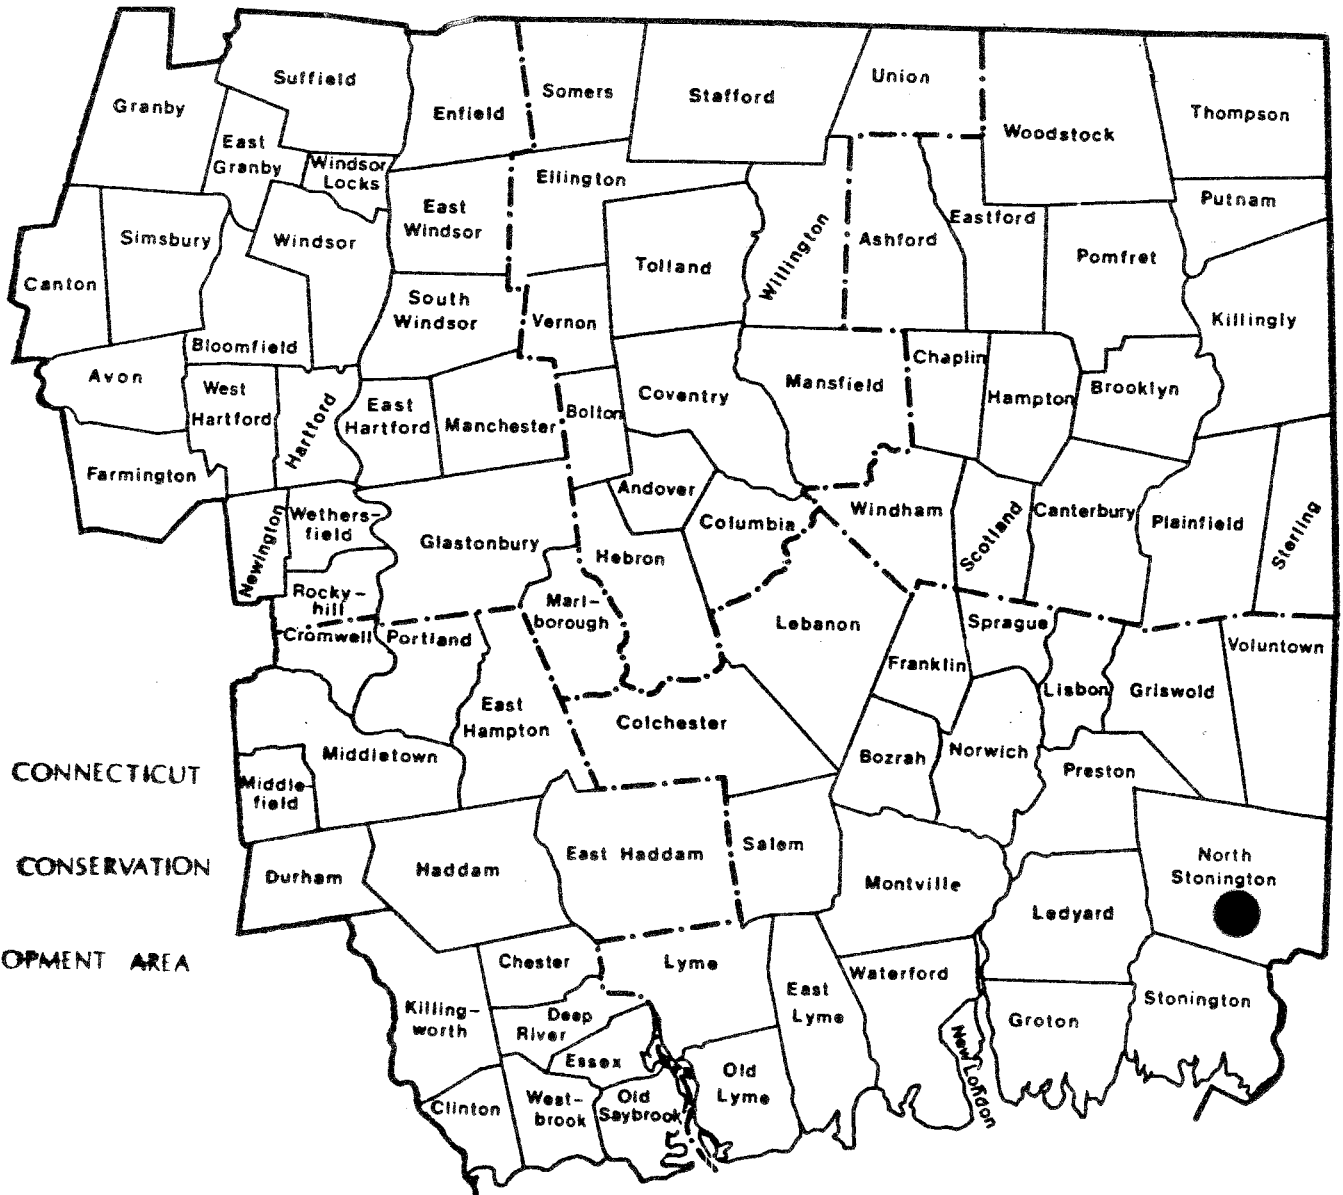 Granby
Suffield
Enfield
Somers
Stafford
Union
Woodstock
Thompson
East
Granby
Windsor
Locks
Ellington
Putnam
Simsbury
Windsor
East
Windsor
Tolland
Willington
Ashford
Eastford
Pomfret
Canton
South
Windsor
Vernon
Killingly
Bloomfield
Avon
West
Hartford
Hartford
East
Hartford
Manchester
Bolton
Coventry
Mansfield
Chaplin
Hampton
Brooklyn
Farmington
Andover
Columbia
Windham
Scotland
Canterbury
Plainfield
Sterling
Newington
Wethers-
field
Glastonbury
Hebron
Rocky-
hill
Marl-
borough
Lebanon
Sprague
Voluntown
Cromwell
Portland
Franklin
Lisbon
Griswold
East
Hampton
Colchester
Bozrah
Norwich
Preston
CONNECTICUT
Middletown
Middle-
field
CONSERVATION
Durham
Haddam
East Haddam
Salem
Montville
Ledyard
North
Stonington
OPMENT AREA
Chester
Lyme
East
Lyme
Waterford
Groton
Stonington
Killing-
worth
Deep
River
Essex
Old
Lyme
New London
Clinton
West-
brook
Old
Saybrook